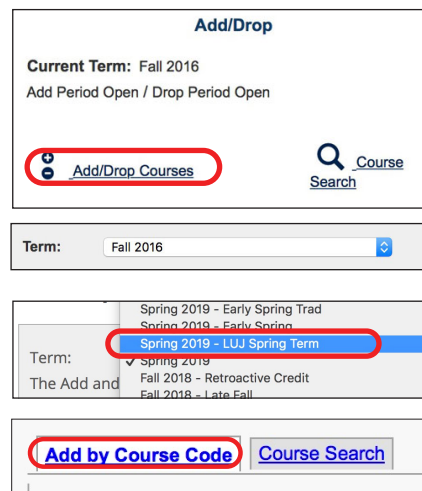 Add/Drop
Current Term: Fall 2016
Add Period Open / Drop Period Open
Add/Drop Courses
Course
Search
Term: Fall 2016
Spring 2019 - Early Spring Trad
Spring 2019 - Early Spring
Spring 2019 - LUJ Spring Term
Term: ✓ Spring 2019
The Add and Fall 2018 - Retroactive Credit
Fall 2018 - Late Fall
Add by Course Code Course Search